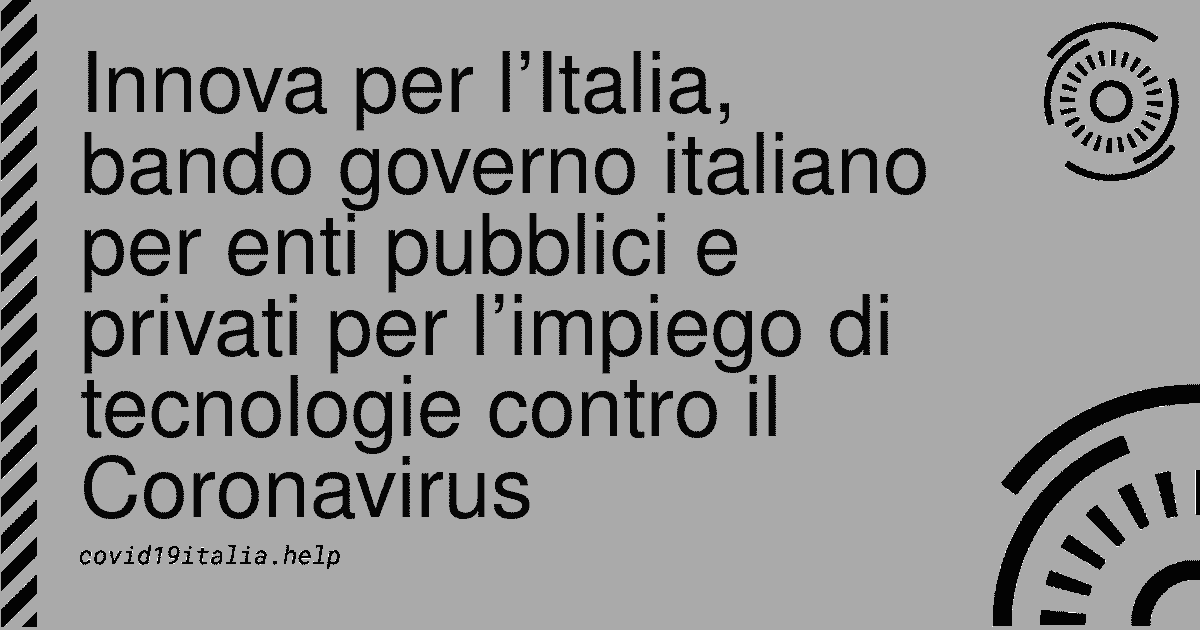 Innova per l’Italia,
bando governo italiano
per enti pubblici e
privati per l’impiego di
tecnologie contro il
Coronavirus
covid19italia.help